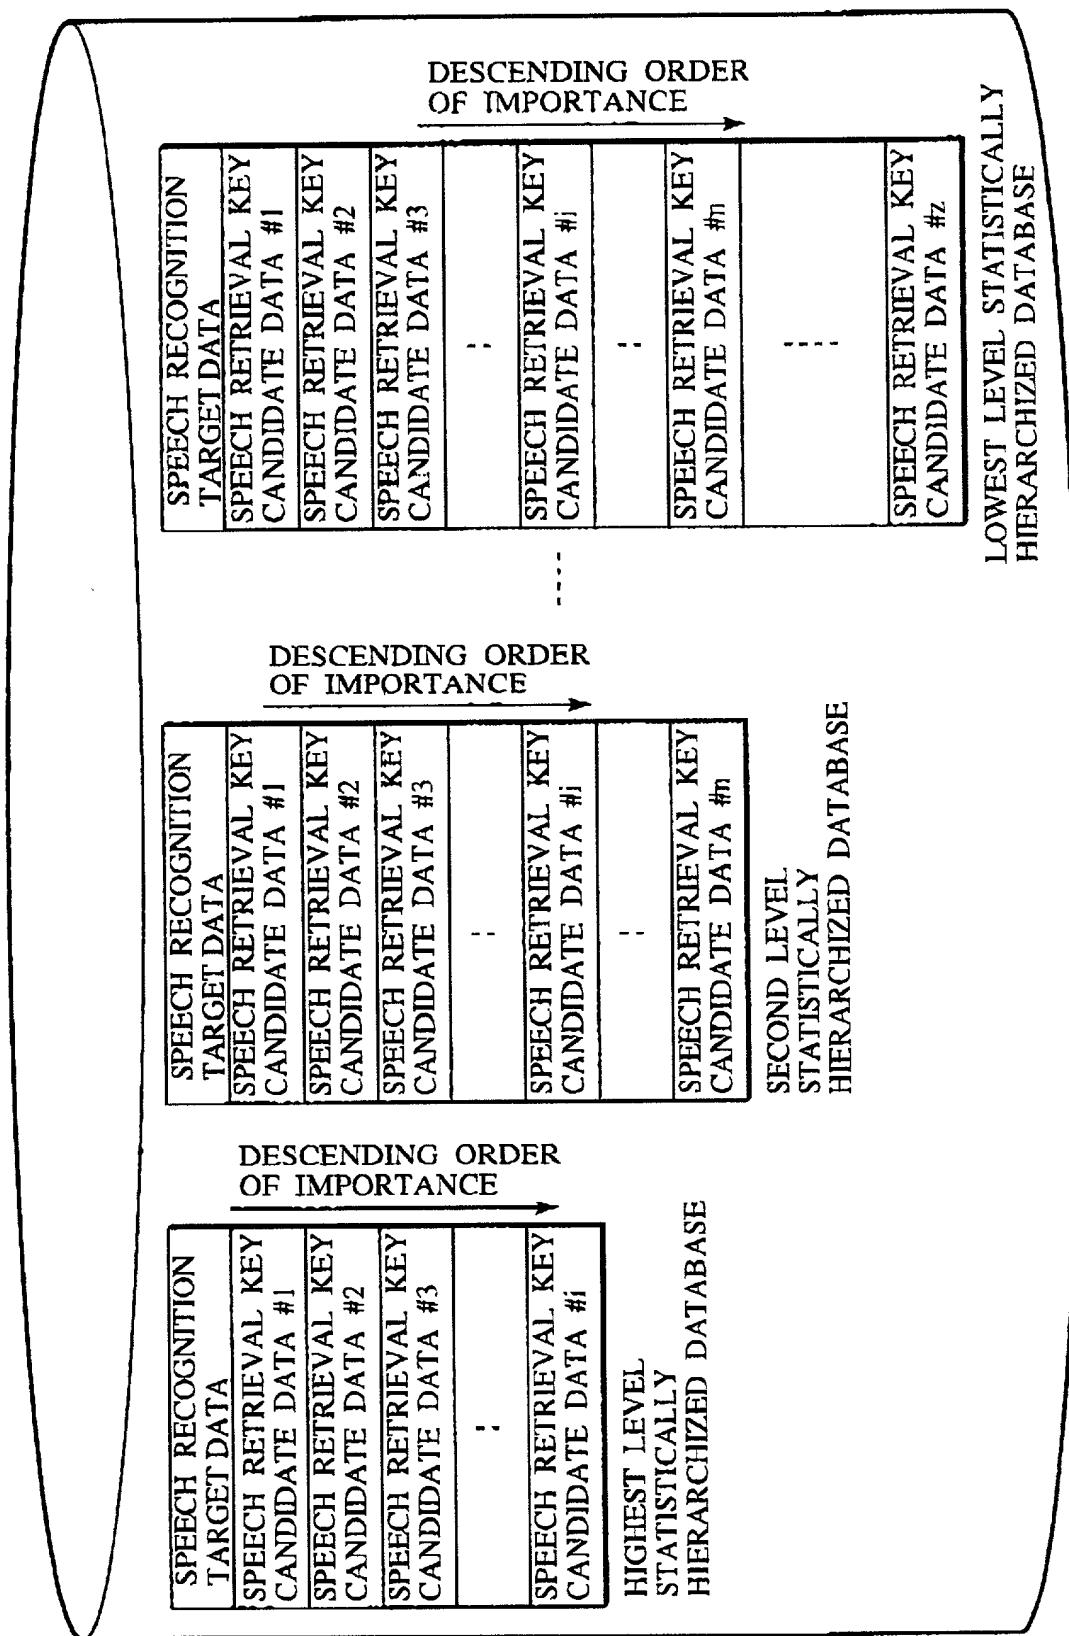 DESCENDING ORDER
OF IMPORTANCE
SPEECH RECOGNITION
TARGET DATA
SPEECH RETRIEVAL KEY
CANDIDATE DATA #1
SPEECH RETRIEVAL KEY
CANDIDATE DATA #2
SPEECH RETRIEVAL KEY
CANDIDATE DATA #3
SPEECH RETRIEVAL KEY
CANDIDATE DATA #i
HIGHEST LEVEL
STATISTICALLY
HIERARCHIZED DATABASE
DESCENDING ORDER
OF IMPORTANCE
SPEECH RECOGNITION
TARGET DATA
SPEECH RETRIEVAL KEY
CANDIDATE DATA #1
SPEECH RETRIEVAL KEY
CANDIDATE DATA #2
SPEECH RETRIEVAL KEY
CANDIDATE DATA #3
SPEECH RETRIEVAL KEY
CANDIDATE DATA #i
SPEECH RETRIEVAL KEY
CANDIDATE DATA #n
SECOND LEVEL
STATISTICALLY
HIERARCHIZED DATABASE
DESCENDING ORDER
OF IMPORTANCE
SPEECH RECOGNITION
TARGET DATA
SPEECH RETRIEVAL KEY
CANDIDATE DATA #1
SPEECH RETRIEVAL KEY
CANDIDATE DATA #2
SPEECH RETRIEVAL KEY
CANDIDATE DATA #3
SPEECH RETRIEVAL KEY
CANDIDATE DATA #i
SPEECH RETRIEVAL KEY
CANDIDATE DATA #n
SPEECH RETRIEVAL KEY
CANDIDATE DATA #z
LOWEST LEVEL STATISTICALLY
HIERARCHIZED DATABASE